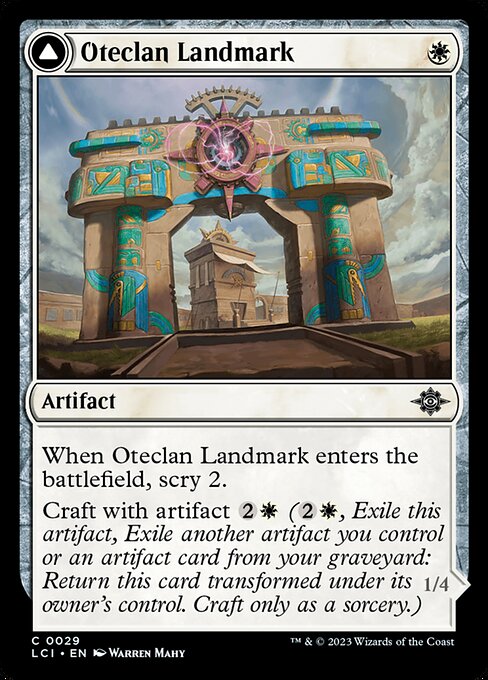 Oteclan Landmark
Artifact
When Oteclan Landmark enters the
battlefield, scry 2.
Craft with artifact 2 (2, Exile this
artifact, Exile another artifact you control
or an artifact card from your graveyard:
Return this card transformed under its
owner's control. Craft only as a sorcery.)
1/4
C 0029
LCI • EN Warren Mahy
™ & © 2023 Wizards of the Coast